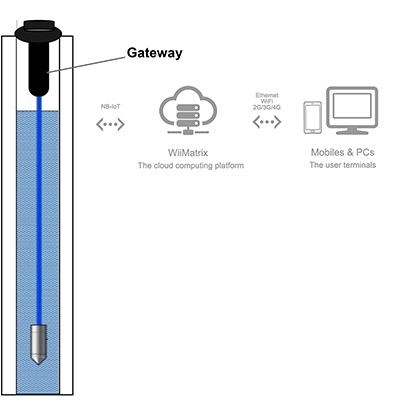 Gateway
NB-IoT
Ethernet
WiFi
2G/3G/4G
WiiMatrix
The cloud computing platform
Mobiles & PCs
The user terminals